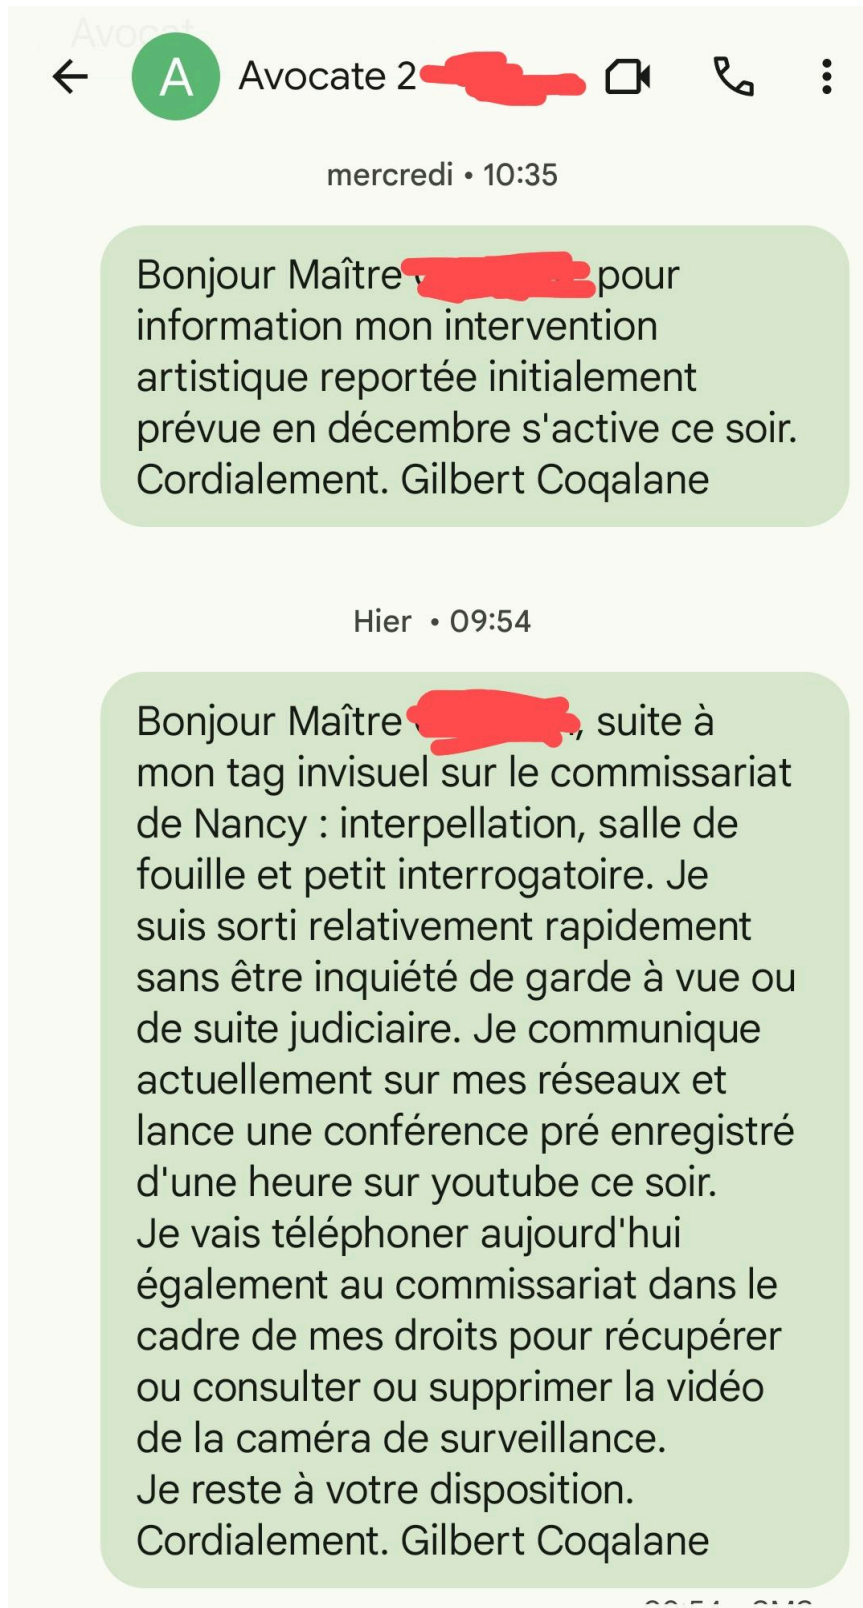 Avocat
A
Avocate 2
mercredi • 10:35
Bonjour Maître pour
information mon intervention
artistique reportée initialement
prévue en décembre s'active ce soir.
Cordialement. Gilbert Coqalane
Hier • 09:54
Bonjour Maître , suite à
mon tag invisuel sur le commissariat
de Nancy : interpellation, salle de
fouille et petit interrogatoire. Je
suis sorti relativement rapidement
sans être inquiété de garde à vue ou
de suite judiciaire. Je communique
actuellement sur mes réseaux et
lance une conférence pré enregistré
d'une heure sur youtube ce soir.
Je vais téléphoner aujourd'hui
également au commissariat dans le
cadre de mes droits pour récupérer
ou consulter ou supprimer la vidéo
de la caméra de surveillance.
Je reste à votre disposition.
Cordialement. Gilbert Coqalane